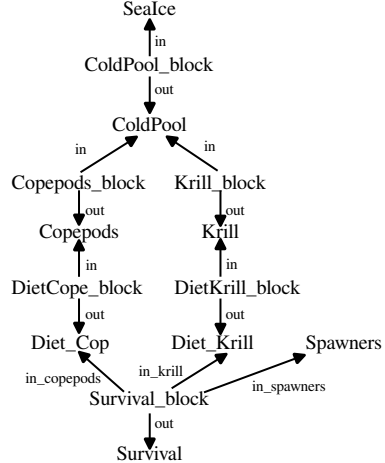 SeaIce
in
ColdPool_block
out
ColdPool
in
in
Copepods_block
Krill_block
out
out
Copepods
Krill
in
in
DietCope_block
DietKrill_block
out
out
Diet_Cop
Diet_Krill
Spawners
in_copepods
in_krill
in_spawners
Survival_block
out
Survival